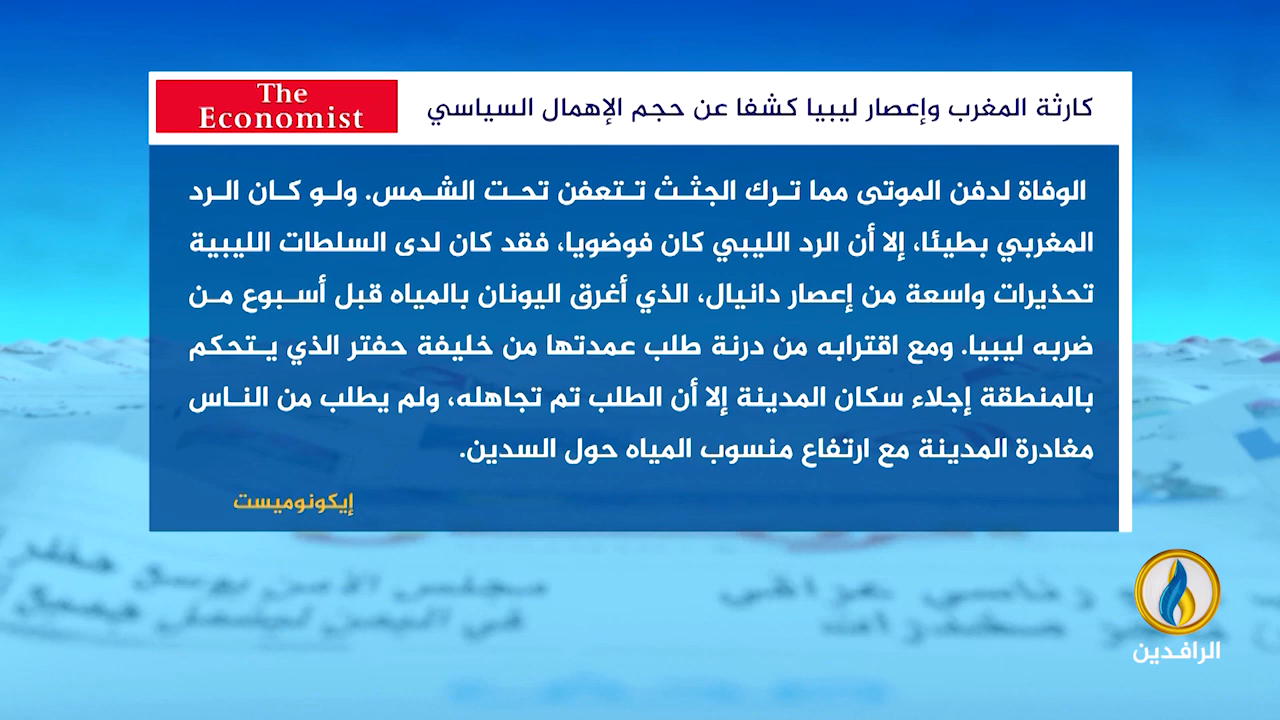 The
Economist
كارثة المغرب وإعصار ليبيا كشفا عن حجم الإهمال السياسي
الوفاة لدفن الموتى مما ترك الجثث تتعفن تحت الشمس. ولو كان الرد
المغربي بطيئا، إلا أن الرد الليبي كان فوضويا، فقد كان لدى السلطات الليبية
تحذيرات واسعة من إعصار دانيال، الذي أغرق اليونان بالمياه قبل أسبوع من
ضربه ليبيا. ومع اقترابه من درنة طلب عمدتها من خليفة حفتر الذي يتحكم
بالمنطقة إجلاء سكان المدينة إلا أن الطلب تم تجاهله، ولم يطلب من الناس
مغادرة المدينة مع ارتفاع منسوب المياه حول السدين.
إيكونوميست
مجلس الأمن
في اليمن
الرافدين